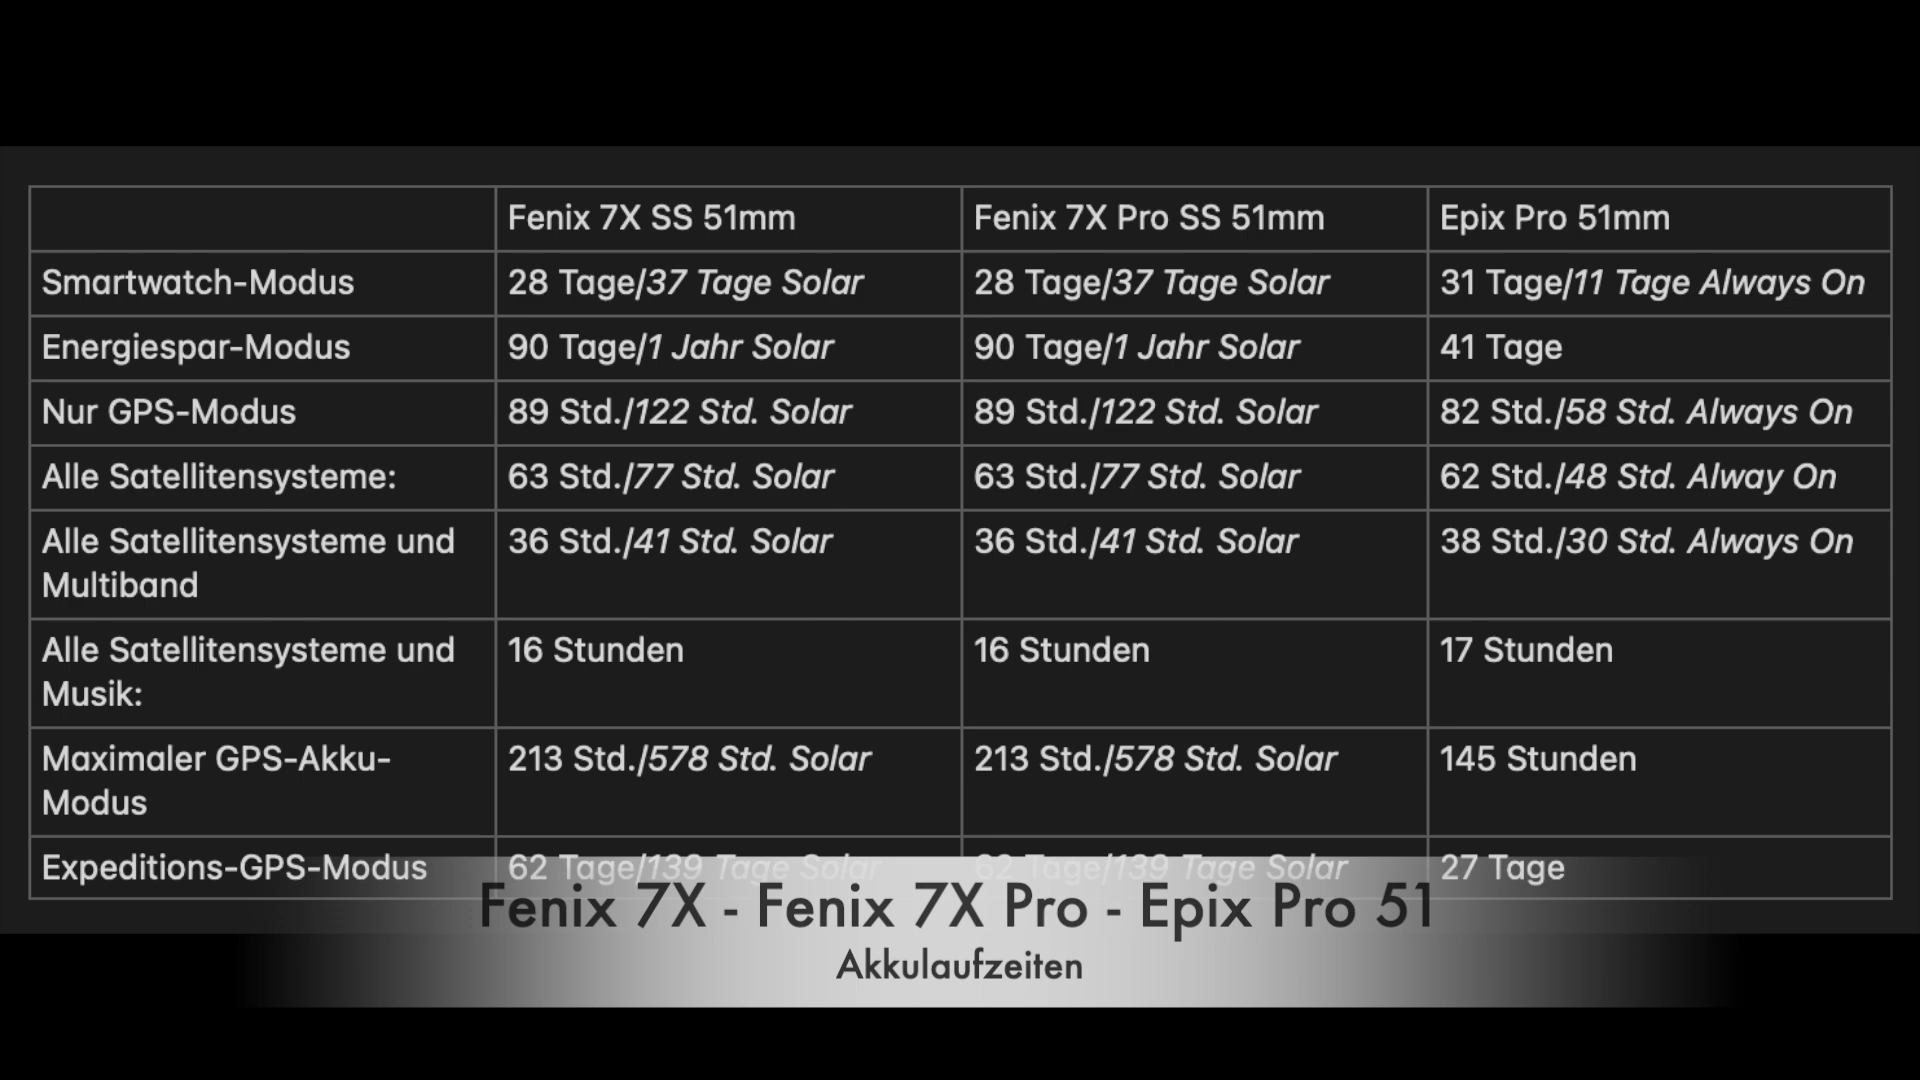 Fenix 7X SS 51mm Fenix 7X Pro SS 51mm Epix Pro 51mm
Smartwatch-Modus 28 Tage/37 Tage Solar 28 Tage/37 Tage Solar 31 Tage/11 Tage Always On
Energiespar-Modus 90 Tage/1 Jahr Solar 90 Tage/1 Jahr Solar 41 Tage
Nur GPS-Modus 89 Std./122 Std. Solar 89 Std./122 Std. Solar 82 Std./58 Std. Always On
Alle Satellitensysteme: 63 Std./77 Std. Solar 63 Std./77 Std. Solar 62 Std./48 Std. Alway On
Alle Satellitensysteme und 36 Std./41 Std. Solar 36 Std./41 Std. Solar 38 Std./30 Std. Always On
Multiband
Alle Satellitensysteme und 16 Stunden 16 Stunden 17 Stunden
Musik:
Maximaler GPS-Akku- 213 Std./578 Std. Solar 213 Std./578 Std. Solar 145 Stunden
Modus
Expeditions-GPS-Modus 62 Tage/139 Tage Solar 62 Tage/139 Tage Solar 27 Tage
Fenix 7X - Fenix 7X Pro - Epix Pro 51
Akkulaufzeiten